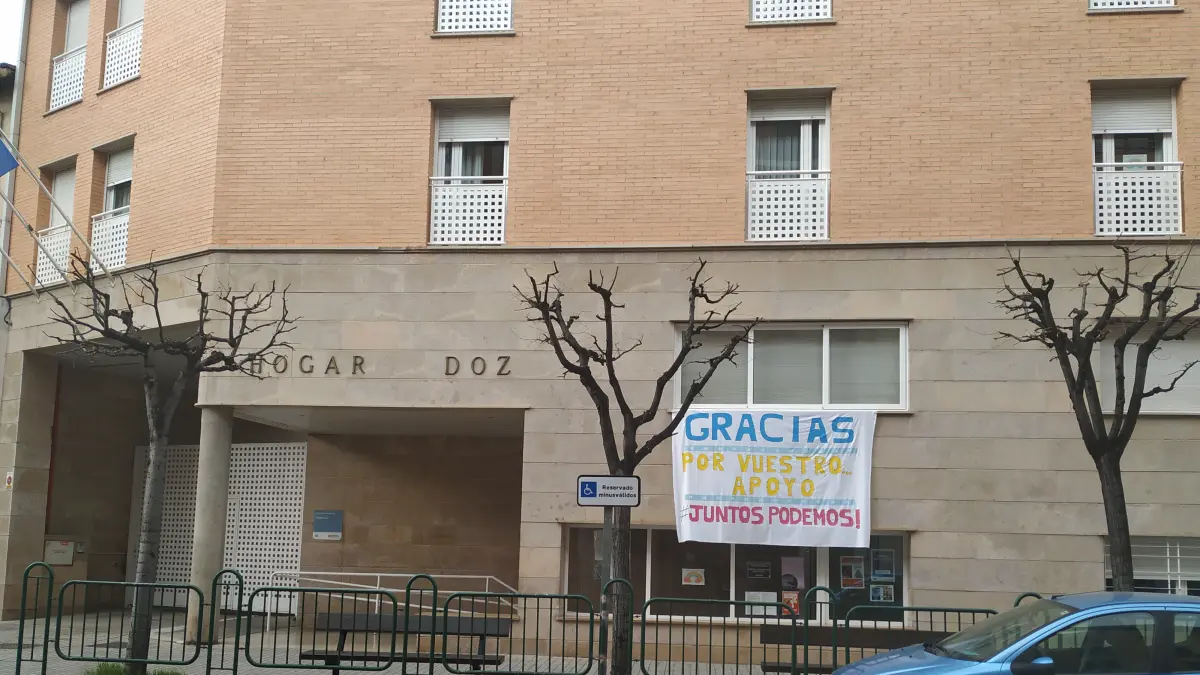 HOGAR DOZ
GRACIAS
POR VUESTRO...
APOYO
¡JUNTOS PODEMOS!
Reservado
minusválidos